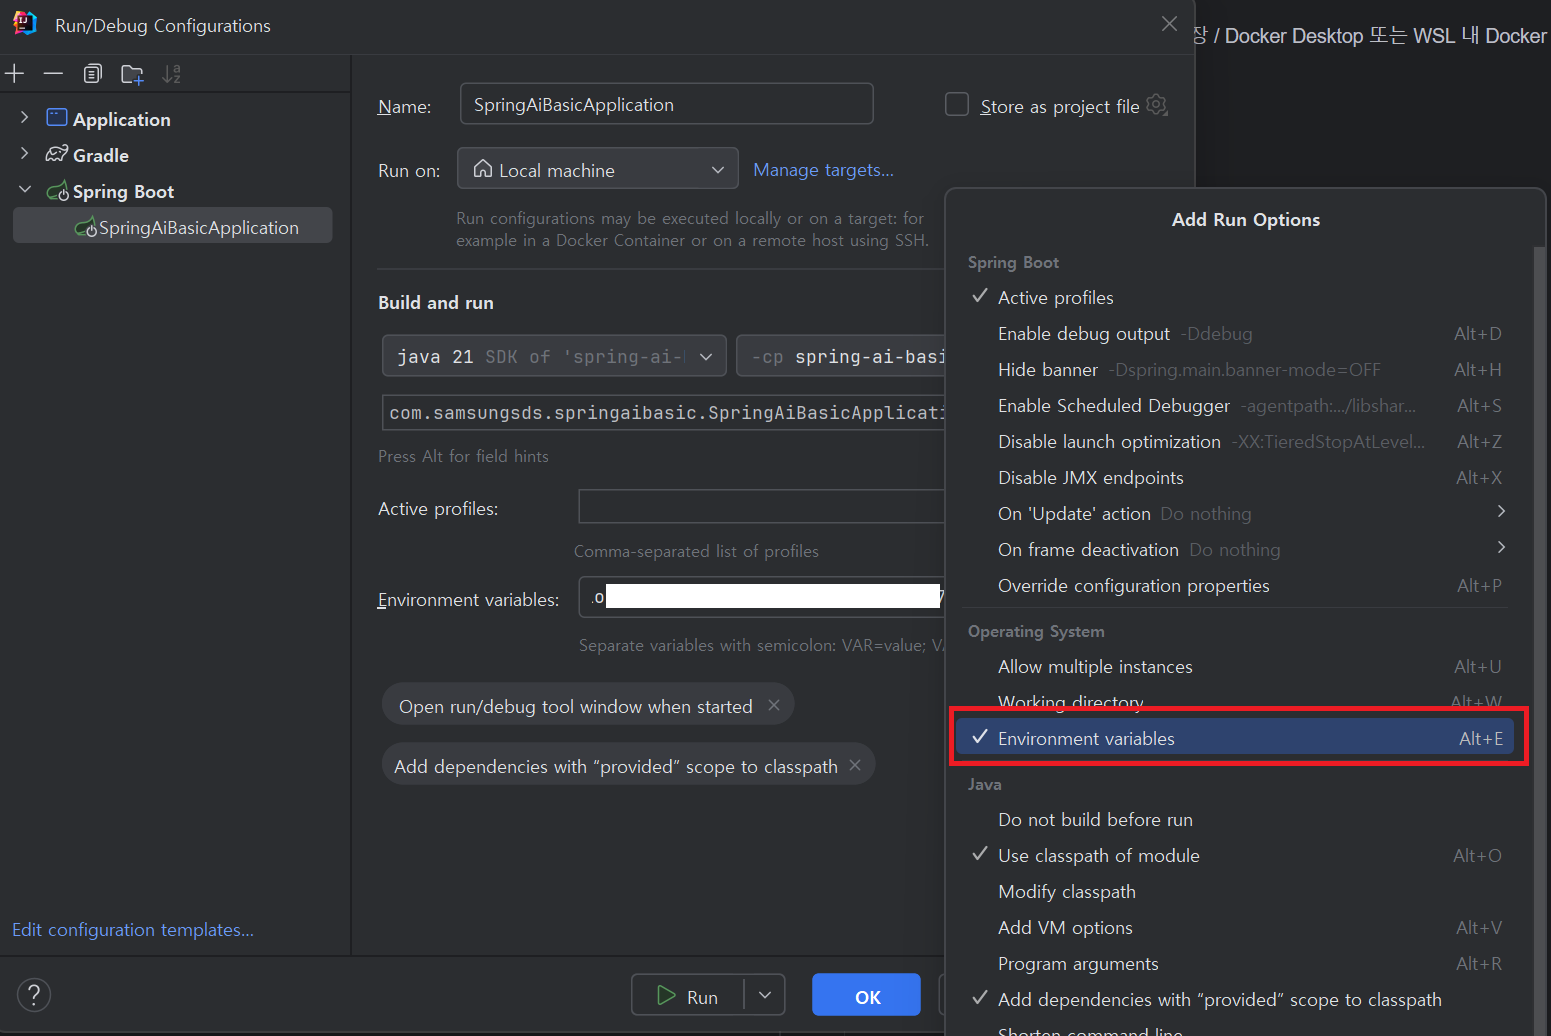 Run/Debug Configurations
장 / Docker Desktop 또는 WSL 내 Docker
Application
Gradle
Spring Boot
SpringAiBasicApplication
Name: SpringAiBasicApplication
Store as project file
Run on: Local machine Manage targets...
Run configurations may be executed locally or on a target: for
example in a Docker Container or on a remote host using SSH.
Build and run
java 21 SDK of 'spring-ai- -cp spring-ai-basi
com.samsungsds.springaibasic.SpringAiBasicApplicati
Press Alt for field hints
Active profiles:
Comma-separated list of profiles
Environment variables: .o
Separate variables with semicolon: VAR=value; V
Open run/debug tool window when started
Add dependencies with “provided” scope to classpath
Edit configuration templates...
?
Run
OK
Add Run Options
Spring Boot
Active profiles
Enable debug output -Ddebug Alt+D
Hide banner -Dspring.main.banner-mode=OFF Alt+H
Enable Scheduled Debugger -agentpath:.../libshar... Alt+S
Disable launch optimization -XX:TieredStopAtLevel... Alt+Z
Disable JMX endpoints Alt+X
On 'Update' action Do nothing
On frame deactivation Do nothing
Override configuration properties Alt+P
Operating System
Allow multiple instances Alt+U
Working directory Alt+W
Environment variables Alt+E
Java
Do not build before run
Use classpath of module Alt+O
Modify classpath
Add VM options Alt+V
Program arguments Alt+R
Add dependencies with “provided” scope to classpath
Shorten command line